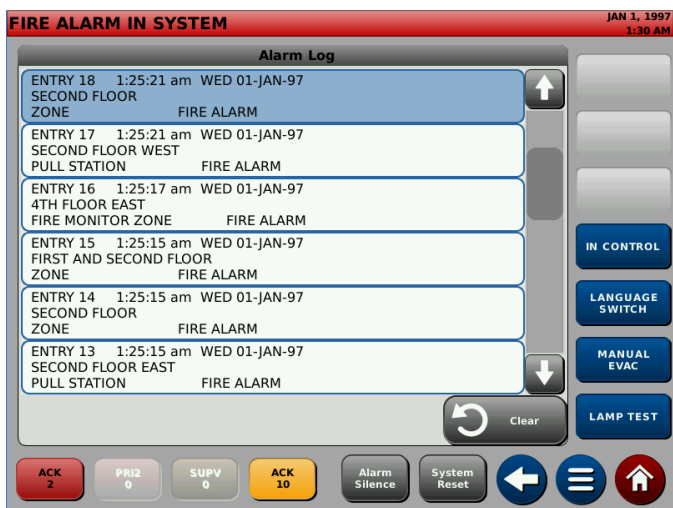 FIRE ALARM IN SYSTEM
JAN 1, 1997
1:30 AM
Alarm Log
ENTRY 18 1:25:21 am WED 01-JAN-97
SECOND FLOOR
ZONE FIRE ALARM
ENTRY 17 1:25:21 am WED 01-JAN-97
SECOND FLOOR WEST
PULL STATION FIRE ALARM
ENTRY 16 1:25:17 am WED 01-JAN-97
4TH FLOOR EAST
FIRE MONITOR ZONE FIRE ALARM
ENTRY 15 1:25:15 am WED 01-JAN-97
FIRST AND SECOND FLOOR
ZONE FIRE ALARM
ENTRY 14 1:25:15 am WED 01-JAN-97
SECOND FLOOR
ZONE FIRE ALARM
ENTRY 13 1:25:15 am WED 01-JAN-97
SECOND FLOOR EAST
PULL STATION FIRE ALARM
Clear
IN CONTROL
LANGUAGE
SWITCH
MANUAL
EVAC
LAMP TEST
ACK
2
PRI2
0
SUPV
0
ACK
10
Alarm
Silence
System
Reset